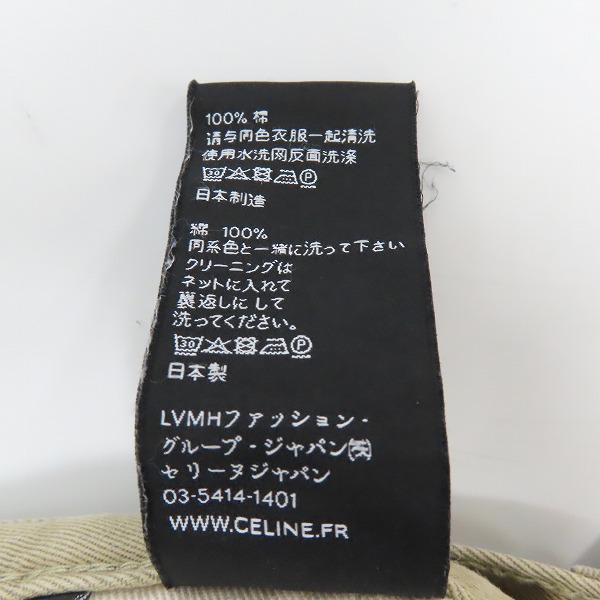 100% 棉
请与同色衣服一起清洗
使用水洗网反面洗涤
30 P
日本制造
綿 100%
同系色と一緒に洗って下さい
クリーニングは
ネットに入れて
裏返しにして
洗ってください。
30 P
日本製
LVMHファッション・
グループ・ジャパン㈱
セリーヌジャパン
03-5414-1401
WWW.CELINE.FR